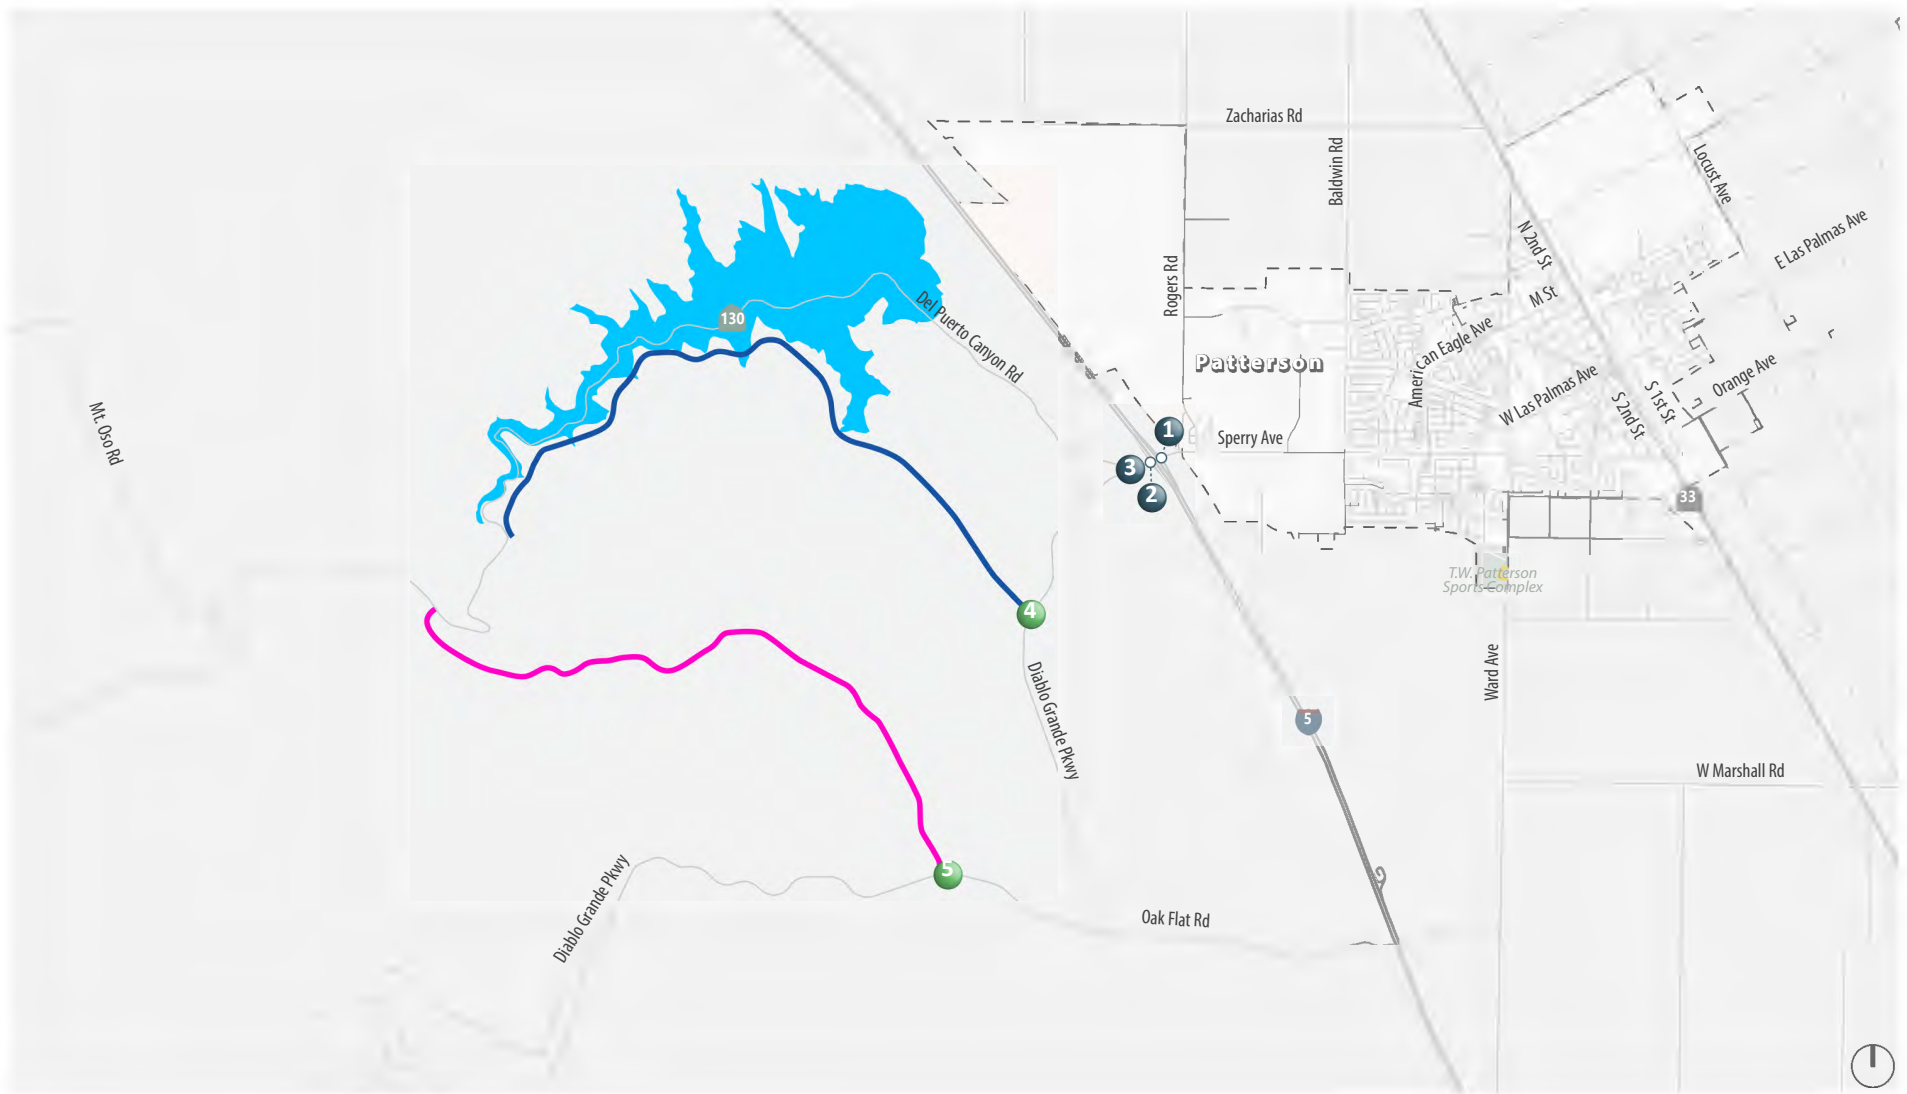 Zacharias Rd
Baldwin Rd
Locust Ave
N 2nd St
E Las Palmas Ave
Rogers Rd
M St
130
Del Puerto Canyon Rd
American Eagle Ave
Patterson
Orange Ave
W Las Palmas Ave
S 1st St
S 2nd St
Mt. Oso Rd
1
Sperry Ave
3
2
33
T.W. Patterson
Sports Complex
4
Diablo Grande Pkwy
Ward Ave
5
W Marshall Rd
5
Diablo Grande Pkwy
Oak Flat Rd